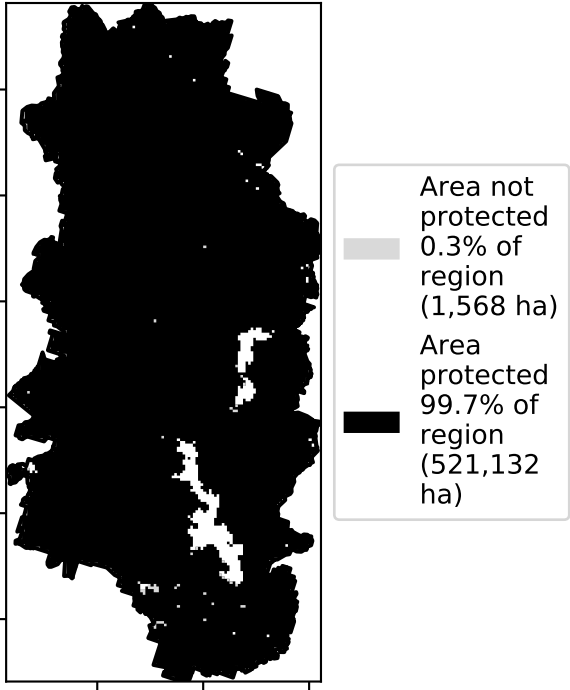 Area not
protected
0.3% of
region
(1,568 ha)
Area
protected
99.7% of
region
(521,132
ha)